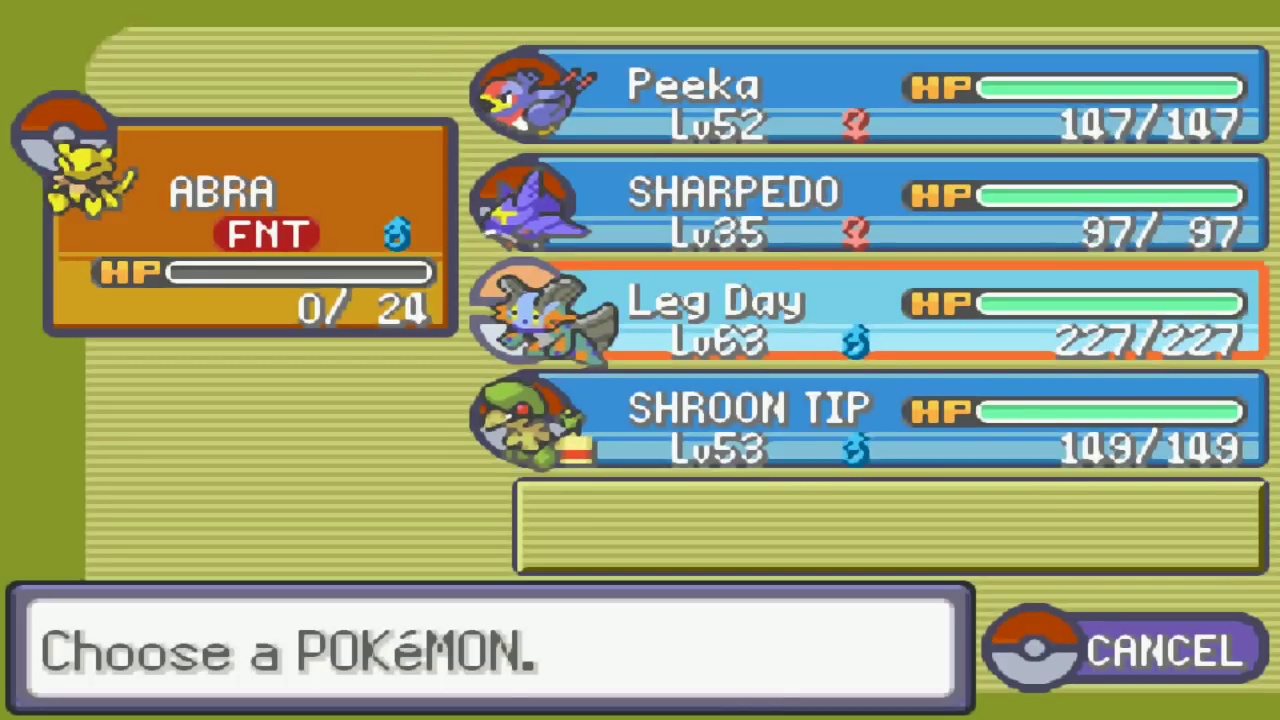 ABRA
FNT ♂
HP
0/ 24
Peeka HP
Lv52 ♀ 147/147
SHARPEDO HP
Lv35 ♀ 97/ 97
Leg Day HP
Lv63 ♂ 227/227
SHROON TIP HP
Lv53 ♂ 149/149
Choose a POKéMON.
CANCEL